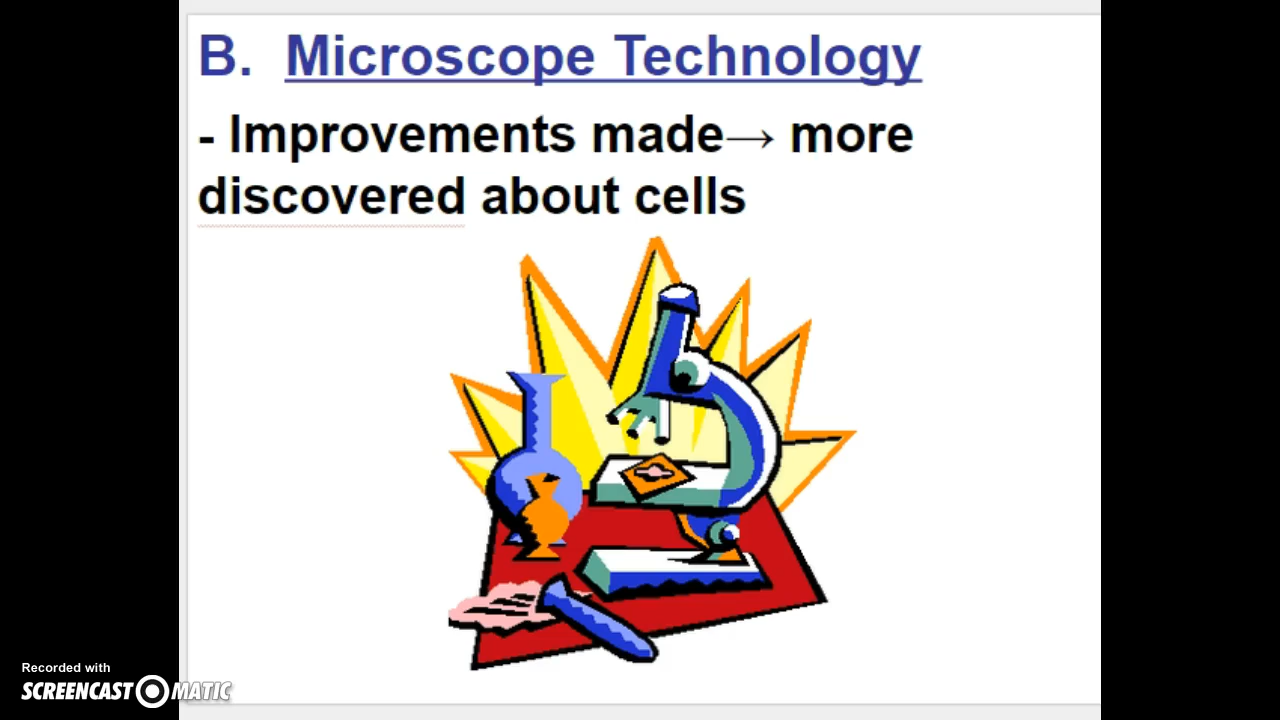 B. Microscope Technology
- Improvements made→ more
discovered about cells
Recorded with
SCREENCAST MATIC